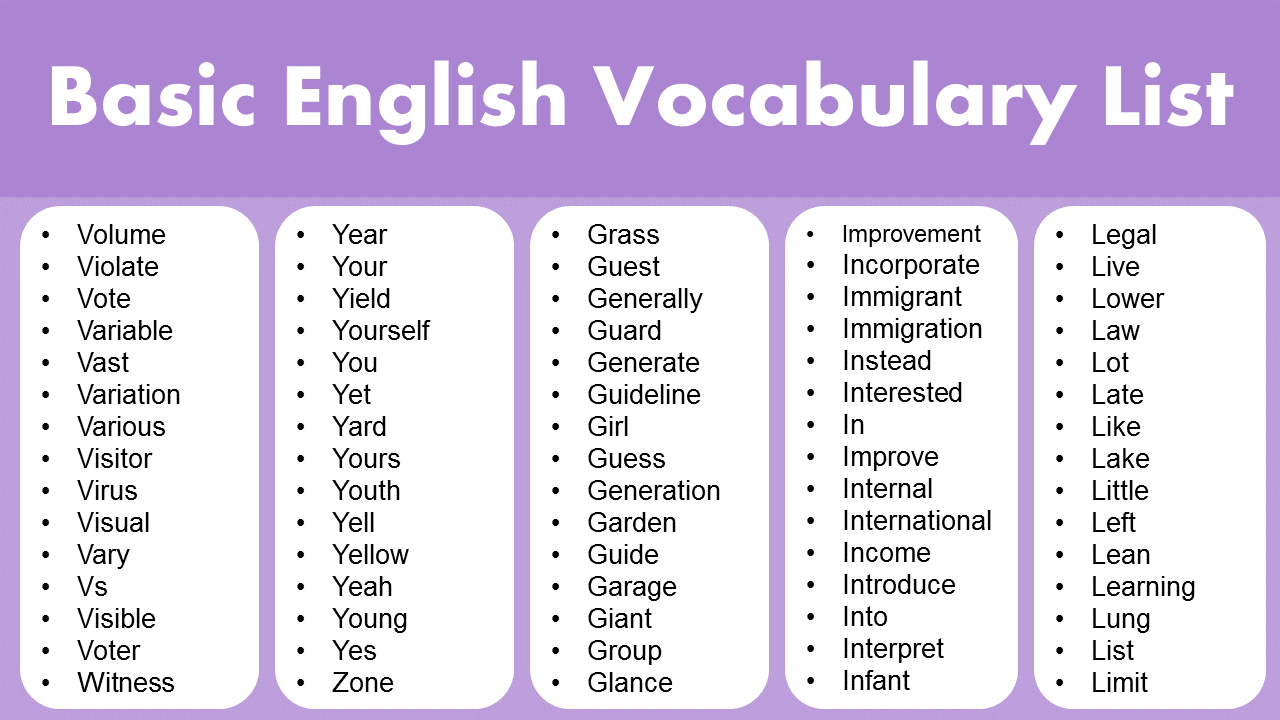 Basic English Vocabulary List
• Volume
• Violate
• Vote
• Variable
• Vast
• Variation
• Various
• Visitor
• Virus
• Visual
• Vary
• Vs
• Visible
• Voter
• Witness
• Year
• Your
• Yield
• Yourself
• You
• Yet
• Yard
• Yours
• Youth
• Yell
• Yellow
• Yeah
• Young
• Yes
• Zone
• Grass
• Guest
• Generally
• Guard
• Generate
• Guideline
• Girl
• Guess
• Generation
• Garden
• Guide
• Garage
• Giant
• Group
• Glance
• Improvement
• Incorporate
• Immigrant
• Immigration
• Instead
• Interested
• In
• Improve
• Internal
• International
• Income
• Introduce
• Into
• Interpret
• Infant
• Legal
• Live
• Lower
• Law
• Lot
• Late
• Like
• Lake
• Little
• Left
• Lean
• Learning
• Lung
• List
• Limit